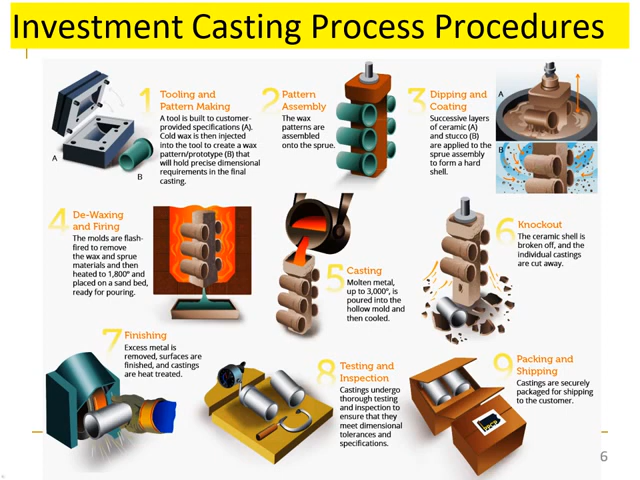 Investment Casting Process Procedures
1
Tooling and
Pattern Making
A tool is built to customer-
provided specifications (A).
Cold wax is then injected
into the tool to create a wax
pattern/prototype (B) that
will hold precise dimensional
requirements in the final
casting.
A
B
2
Pattern
Assembly
The wax
patterns are
assembled
onto the sprue.
3
Dipping and
Coating
Successive layers
of ceramic (A)
and stucco (B)
are applied to the
sprue assembly
to form a hard
shell.
A
B
4
De-Waxing
and Firing
The molds are flash-
fired to remove
the wax and sprue
materials and then
heated to 1,800° and
placed on a sand bed,
ready for pouring.
5
Casting
Molten metal,
up to 3,000°, is
poured into the
hollow mold and
then cooled.
6
Knockout
The ceramic shell is
broken off, and the
individual castings
are cut away.
7
Finishing
Excess metal is
removed, surfaces are
finished, and castings
are heat treated.
8
Testing and
Inspection
Castings undergo
thorough testing
and inspection to
ensure that they
meet dimensional
tolerances and
specifications.
9
Packing and
Shipping
Castings are securely
packaged for shipping
to the customer.
6